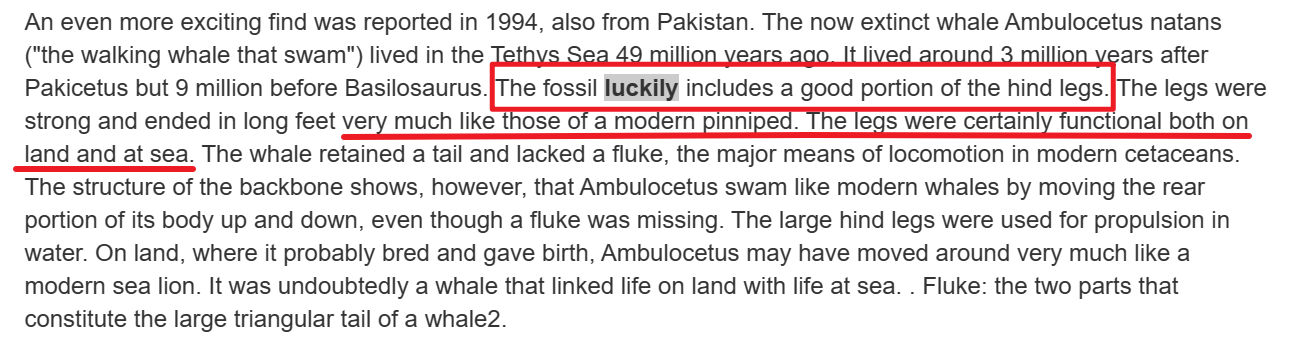 An even more exciting find was reported in 1994, also from Pakistan. The now extinct whale Ambulocetus natans
("the walking whale that swam") lived in the Tethys Sea 49 million years ago. It lived around 3 million years after
Pakicetus but 9 million before Basilosaurus. The fossil luckily includes a good portion of the hind legs. The legs were
strong and ended in long feet very much like those of a modern pinniped. The legs were certainly functional both on
land and at sea. The whale retained a tail and lacked a fluke, the major means of locomotion in modern cetaceans.
The structure of the backbone shows, however, that Ambulocetus swam like modern whales by moving the rear
portion of its body up and down, even though a fluke was missing. The large hind legs were used for propulsion in
water. On land, where it probably bred and gave birth, Ambulocetus may have moved around very much like a
modern sea lion. It was undoubtedly a whale that linked life on land with life at sea. . Fluke: the two parts that
constitute the large triangular tail of a whale2.